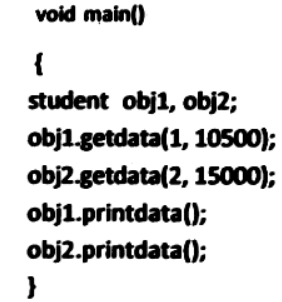 void main()
{
student obj1, obj2;
obj1.getdata(1, 10500);
obj2.getdata(2, 15000);
obj1.printdata();
obj2.printdata();
}